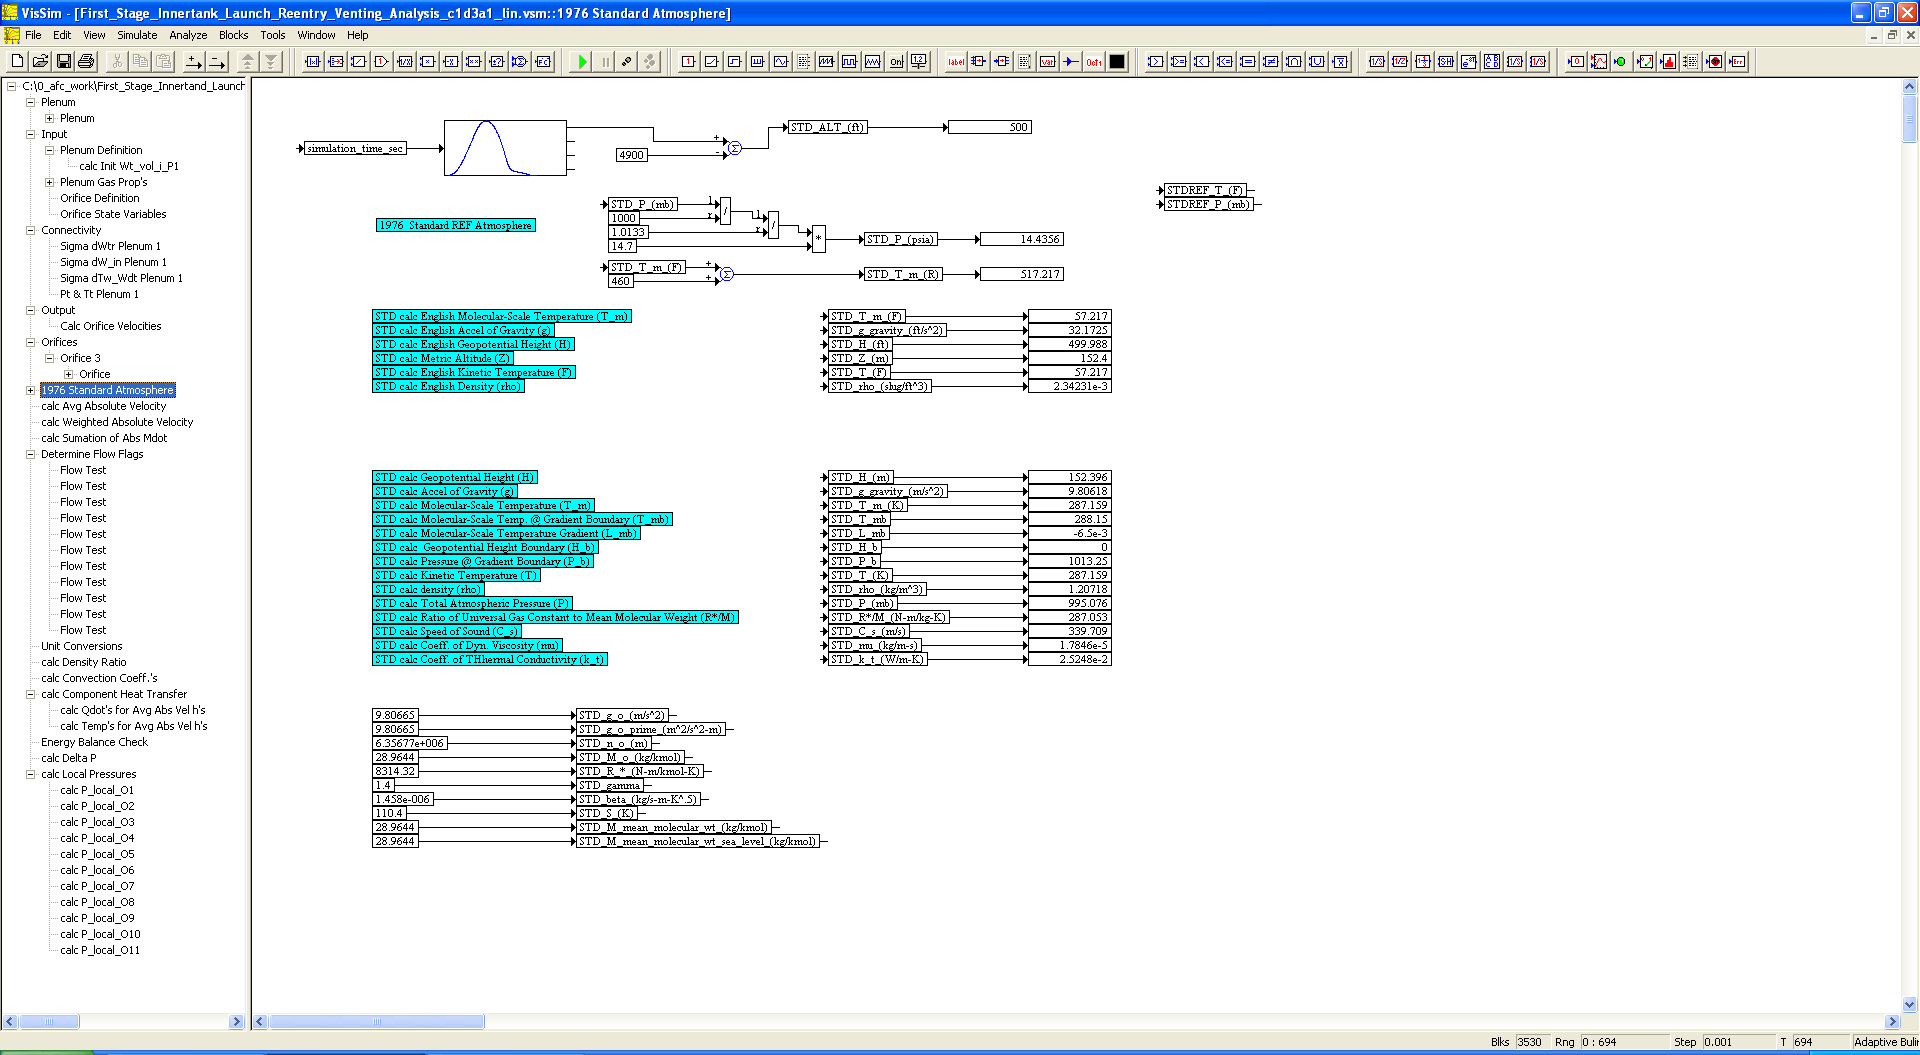 VisSim - [First_Stage_Innertank_Launch_Reentry_Venting_Analysis_c1d3a1_lin.vsm::1976 Standard Atmosphere]
File Edit View Simulate Analyze Blocks Tools Window Help
C:\0_afc_work\First_Stage_Innertand_Launch
Plenum
Plenum
Input
Plenum Definition
calc Init Wt_vol_i_P1
Plenum Gas Prop's
Orifice Definition
Orifice State Variables
Connectivity
Sigma dWtr Plenum 1
Sigma dW_in Plenum 1
Sigma dTw_Wdt Plenum 1
Pt & Tt Plenum 1
Output
Calc Orifice Velocities
Orifices
Orifice 3
Orifice
1976 Standard Atmosphere
calc Avg Absolute Velocity
calc Weighted Absolute Velocity
calc Sumation of Abs Mdot
Determine Flow Flags
Flow Test
Flow Test
Flow Test
Flow Test
Flow Test
Flow Test
Flow Test
Flow Test
Flow Test
Flow Test
Flow Test
Unit Conversions
calc Density Ratio
calc Convection Coeff.'s
calc Component Heat Transfer
calc Qdot's for Avg Abs Vel h's
calc Temp's for Avg Abs Vel h's
Energy Balance Check
calc Delta P
calc Local Pressures
calc P_local_O1
calc P_local_O2
calc P_local_O3
calc P_local_O4
calc P_local_O5
calc P_local_O6
calc P_local_O7
calc P_local_O8
calc P_local_O9
calc P_local_O10
calc P_local_O11
simulation_time_sec
4900
+
-
Σ
STD_ALT_(ft) 500
STDREF_T_(F)
STDREF_P_(mb)
1976 Standard REF Atmosphere
STD_P_(mb) l
1000 r /
1.0133 l r /
14.7 *
STD_P_(psia) 14.4356
STD_T_m_(F) +
460 + Σ
STD_T_m_(R) 517.217
STD calc English Molecular-Scale Temperature (T_m) STD_T_m_(F) 57.217
STD calc English Accel of Gravity (g) STD_g_gravity_(ft/s^2) 32.1725
STD calc English Geopotential Height (H) STD_H_(ft) 499.988
STD calc Metric Altitude (Z) STD_Z_(m) 152.4
STD calc English Kinetic Temperature (F) STD_T_(F) 57.217
STD calc English Density (rho) STD_rho_(slug/ft^3) 2.34231e-3
STD calc Geopotential Height (H) STD_H_(m) 152.396
STD calc Accel of Gravity (g) STD_g_gravity_(m/s^2) 9.80618
STD calc Molecular-Scale Temperature (T_m) STD_T_m_(K) 287.159
STD calc Molecular-Scale Temp. @ Gradient Boundary (T_mb) STD_T_mb 288.15
STD calc Molecular-Scale Temperature Gradient (L_mb) STD_L_mb -6.5e-3
STD calc Geopotential Height Boundary (H_b) STD_H_b 0
STD calc Pressure @ Gradient Boundary (P_b) STD_P_b 1013.25
STD calc Kinetic Temperature (T) STD_T_(K) 287.159
STD calc density (rho) STD_rho_(kg/m^3) 1.20718
STD calc Total Atmospheric Pressure (P) STD_P_(mb) 995.076
STD calc Ratio of Universal Gas Constant to Mean Molecular Weight (R*/M) STD_R*/M_(N-m/kg-K) 287.053
STD calc Speed of Sound (C_s) STD_C_s_(m/s) 339.709
STD calc Coeff. of Dyn. Viscosity (mu) STD_mu_(kg/m-s) 1.7846e-5
STD calc Coeff. of THhermal Conductivity (k_t) STD_k_t_(W/m-K) 2.5248e-2
9.80665 STD_g_o_(m/s^2)
9.80665 STD_g_o_prime_(m^2/s^2-m)
6.35677e+006 STD_n_o_(m)
28.9644 STD_M_o_(kg/kmol)
8314.32 STD_R_*_(N-m/kmol-K)
1.4 STD_gamma
1.458e-006 STD_beta_(kg/s-m-K^.5)
110.4 STD_S_(K)
28.9644 STD_M_mean_molecular_wt_(kg/kmol)
28.9644 STD_M_mean_molecular_wt_sea_level_(kg/kmol)
Blks 3530 Rng 0 : 694 Step 0.001 T 694 Adaptive Buli